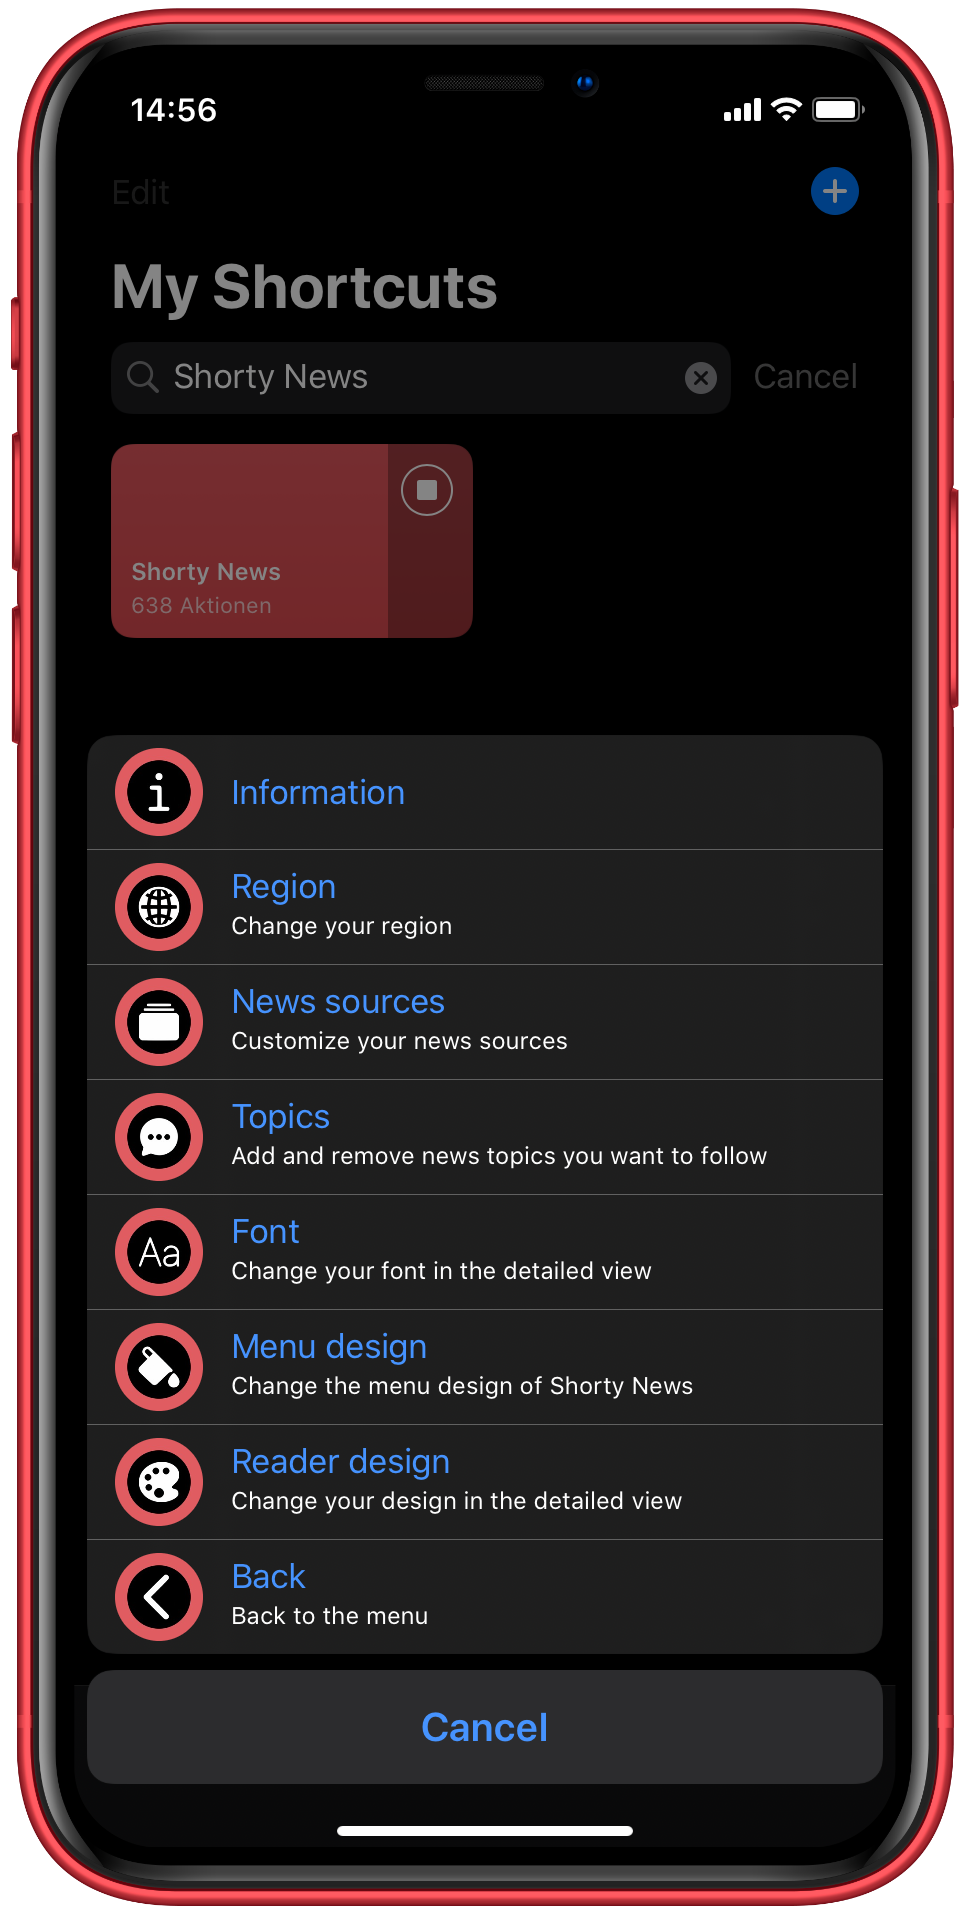 14:56
Edit
My Shortcuts
Shorty News
Cancel
Shorty News
638 Aktionen
Information
Region
Change your region
News sources
Customize your news sources
Topics
Add and remove news topics you want to follow
Aa
Font
Change your font in the detailed view
Menu design
Change the menu design of Shorty News
Reader design
Change your design in the detailed view
Back
Back to the menu
Cancel